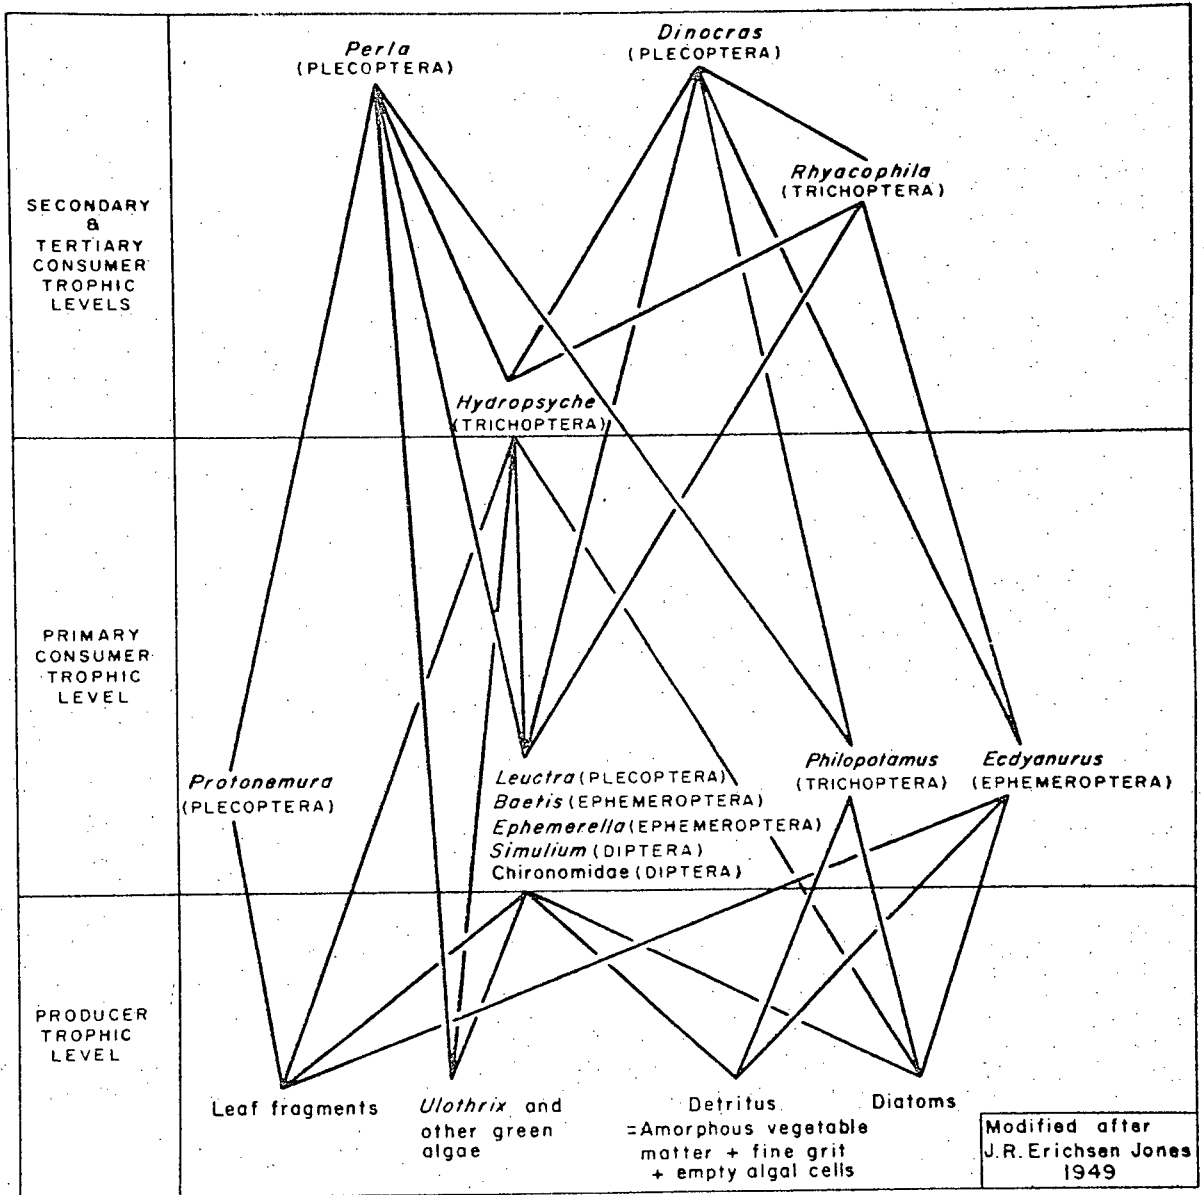 Perla
(PLECOPTERA)
Dinocras
(PLECOPTERA)
Rhyacophila
(TRICHOPTERA)
SECONDARY
&
TERTIARY
CONSUMER
TROPHIC
LEVELS
Hydropsyche
(TRICHOPTERA)
PRIMARY
CONSUMER
TROPHIC
LEVEL
Protonemura
(PLECOPTERA)
Leuctra (PLECOPTERA)
Baetis (EPHEMEROPTERA)
Ephemerella (EPHEMEROPTERA)
Simulium (DIPTERA)
Chironomidae (DIPTERA)
Philopotamus
(TRICHOPTERA)
Ecdyanurus
(EPHEMEROPTERA)
PRODUCER
TROPHIC
LEVEL
Leaf fragments
Ulothrix and
other green
algae
Detritus
=Amorphous vegetable
matter + fine grit
+ empty algal cells
Diatoms
Modified after
J.R. Erichsen Jones
1949